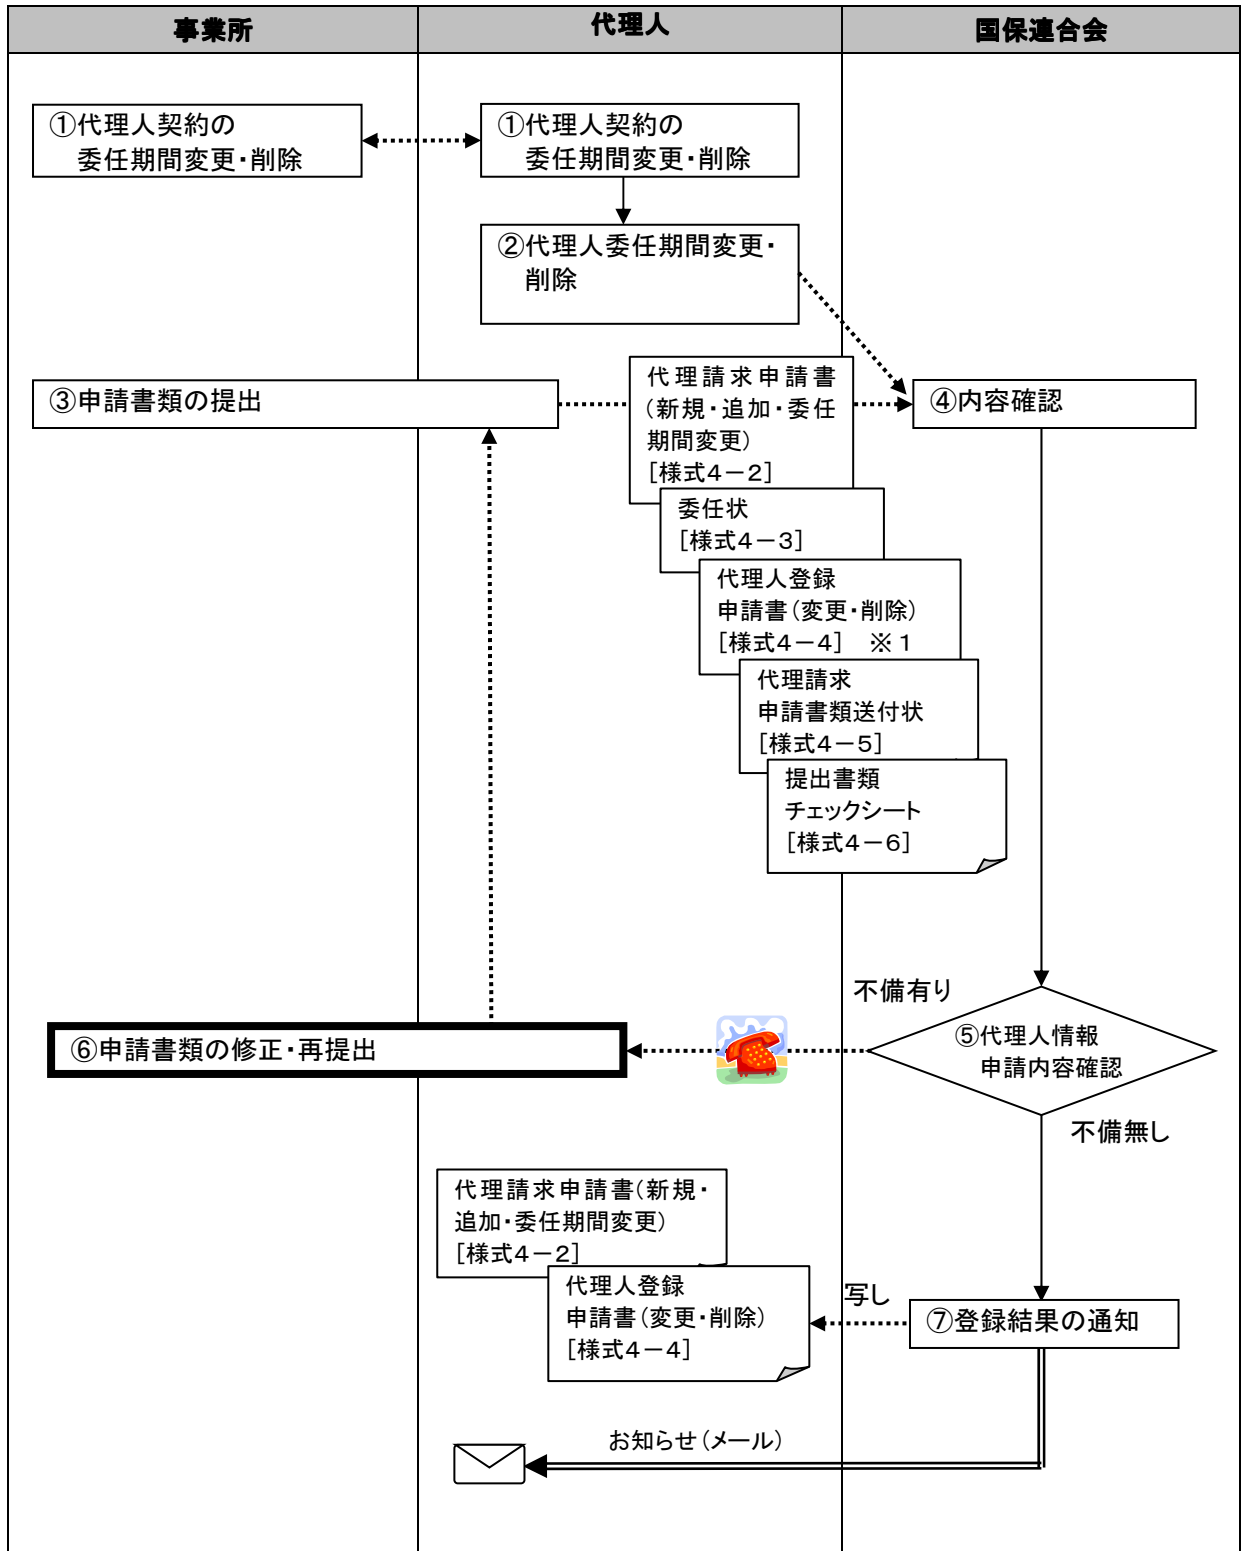 事業所
代理人
国保連合会
①代理人契約の
委任期間変更・削除
①代理人契約の
委任期間変更・削除
②代理人委任期間変更・
削除
③申請書類の提出
代理請求申請書
(新規・追加・委任
期間変更)
[様式4-2]
④内容確認
委任状
[様式4-3]
代理人登録
申請書(変更・削除)
[様式4-4] ※1
代理請求
申請書類送付状
[様式4-5]
提出書類
チェックシート
[様式4-6]
不備有り
⑤代理人情報
申請内容確認
⑥申請書類の修正・再提出
不備無し
代理請求申請書(新規・
追加・委任期間変更)
[様式4-2]
代理人登録
申請書(変更・削除)
[様式4-4]
写し
⑦登録結果の通知
お知らせ(メール)